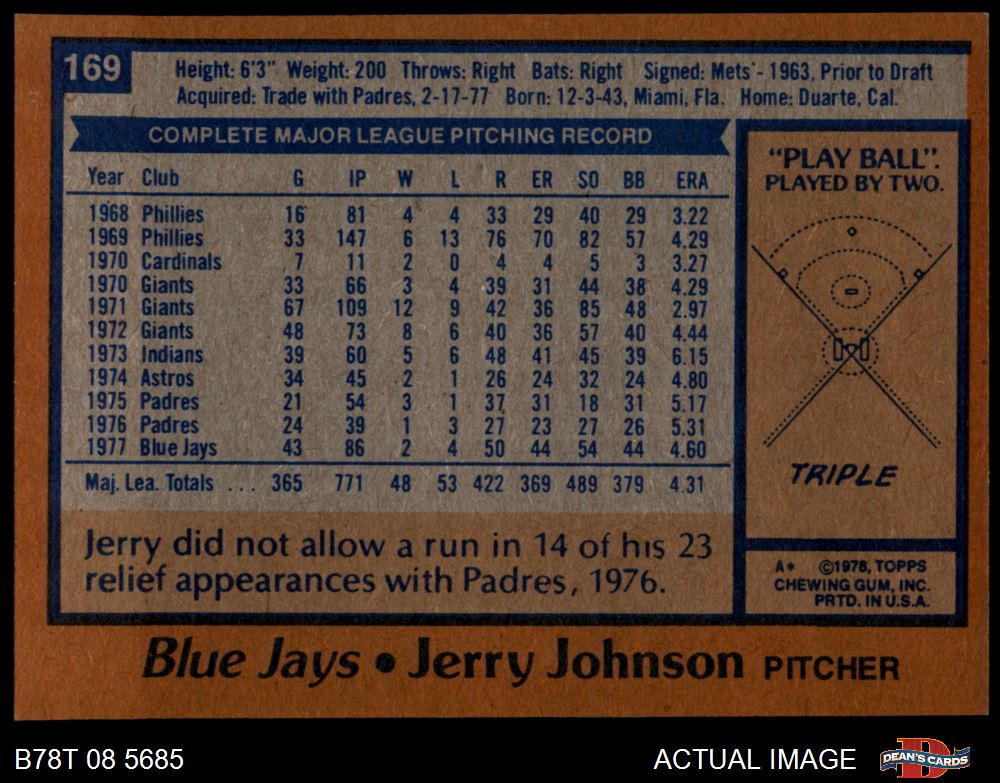 169
Height: 6'3" Weight: 200 Throws: Right Bats: Right Signed: Mets - 1963, Prior to Draft
Acquired: Trade with Padres, 2-17-77 Born: 12-3-43, Miami, Fla. Home: Duarte, Cal.
COMPLETE MAJOR LEAGUE PITCHING RECORD
Year Club G IP W L R ER SO BB ERA
1968 Phillies 16 81 4 4 33 29 40 29 3.22
1969 Phillies 33 147 6 13 76 70 82 57 4.29
1970 Cardinals 7 11 2 0 4 4 5 3 3.27
1970 Giants 33 66 3 4 39 31 44 38 4.29
1971 Giants 67 109 12 9 42 36 85 48 2.97
1972 Giants 48 73 8 6 40 36 57 40 4.44
1973 Indians 39 60 5 6 48 41 45 39 6.15
1974 Astros 34 45 2 1 26 24 32 24 4.80
1975 Padres 21 54 3 1 37 31 18 31 5.17
1976 Padres 24 39 1 3 27 23 27 26 5.31
1977 Blue Jays 43 86 2 4 50 44 54 44 4.60
Maj. Lea. Totals ... 365 771 48 53 422 369 489 379 4.31
Jerry did not allow a run in 14 of his 23
relief appearances with Padres, 1976.
"PLAY BALL".
PLAYED BY TWO.
TRIPLE
A* ©1978, TOPPS
CHEWING GUM, INC.
PRTD. IN U.S.A.
Blue Jays • Jerry Johnson PITCHER
B78T 08 5685
ACTUAL IMAGE
DEAN'S CARDS